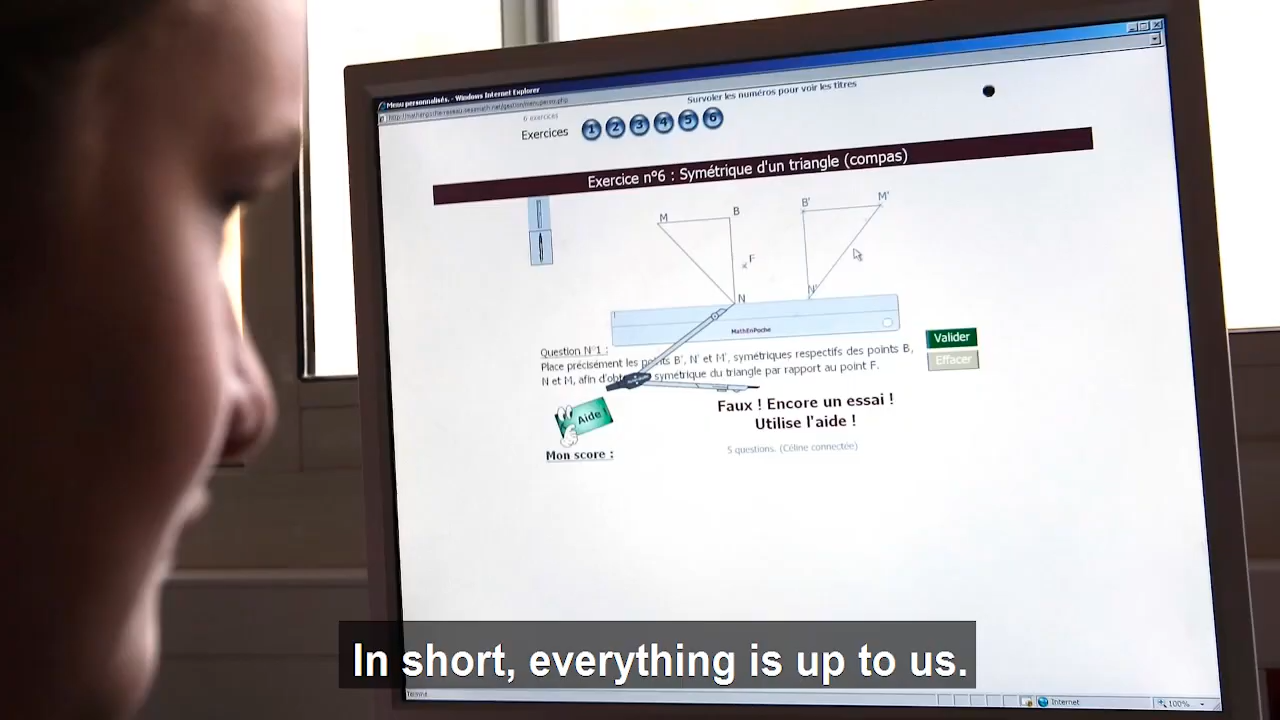 Menu personnalisés. - Windows Internet Explorer
Survoler les numéros pour voir les titres
6 exercices
Exercices 1 2 3 4 5 6
Exercice n°6 : Symétrique d'un triangle (compas)
M B B' M'
F
N N'
MathEnPoche
Question N°1 :
Place précisément les points B', N' et M', symétriques respectifs des points B,
N et M, afin symétrique du triangle par rapport au point F.
Valider
Effacer
Aide !
Faux ! Encore un essai !
Utilise l'aide !
Mon score :
5 questions. (Céline connectée)
In short, everything is up to us.
Terminé
Internet
100%